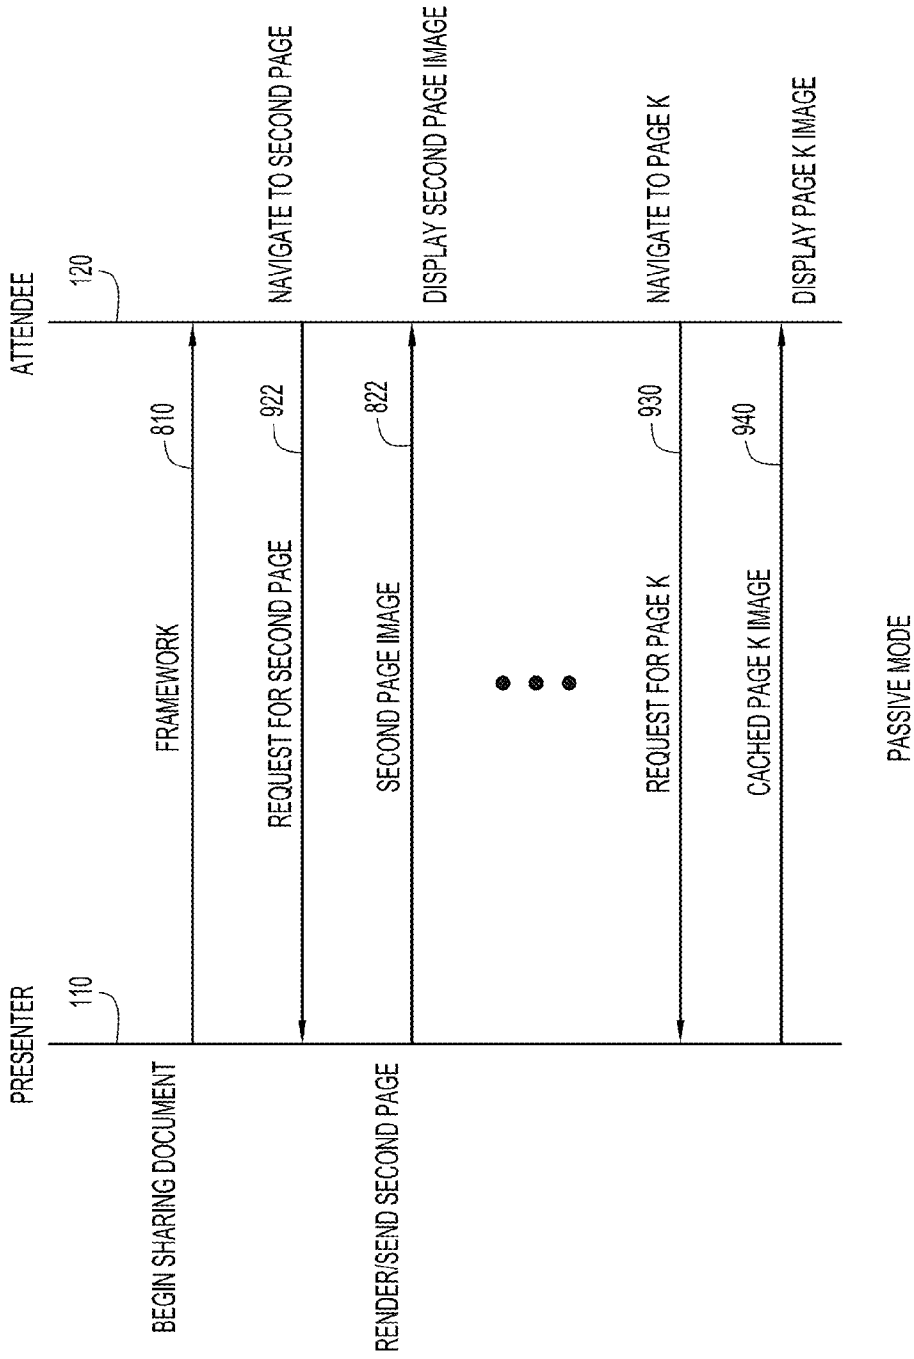 PRESENTER
ATTENDEE
110
120
BEGIN SHARING DOCUMENT
FRAMEWORK
810
REQUEST FOR SECOND PAGE
922
NAVIGATE TO SECOND PAGE
RENDER/SEND SECOND PAGE
SECOND PAGE IMAGE
822
DISPLAY SECOND PAGE IMAGE
REQUEST FOR PAGE K
930
NAVIGATE TO PAGE K
CACHED PAGE K IMAGE
940
DISPLAY PAGE K IMAGE
PASSIVE MODE